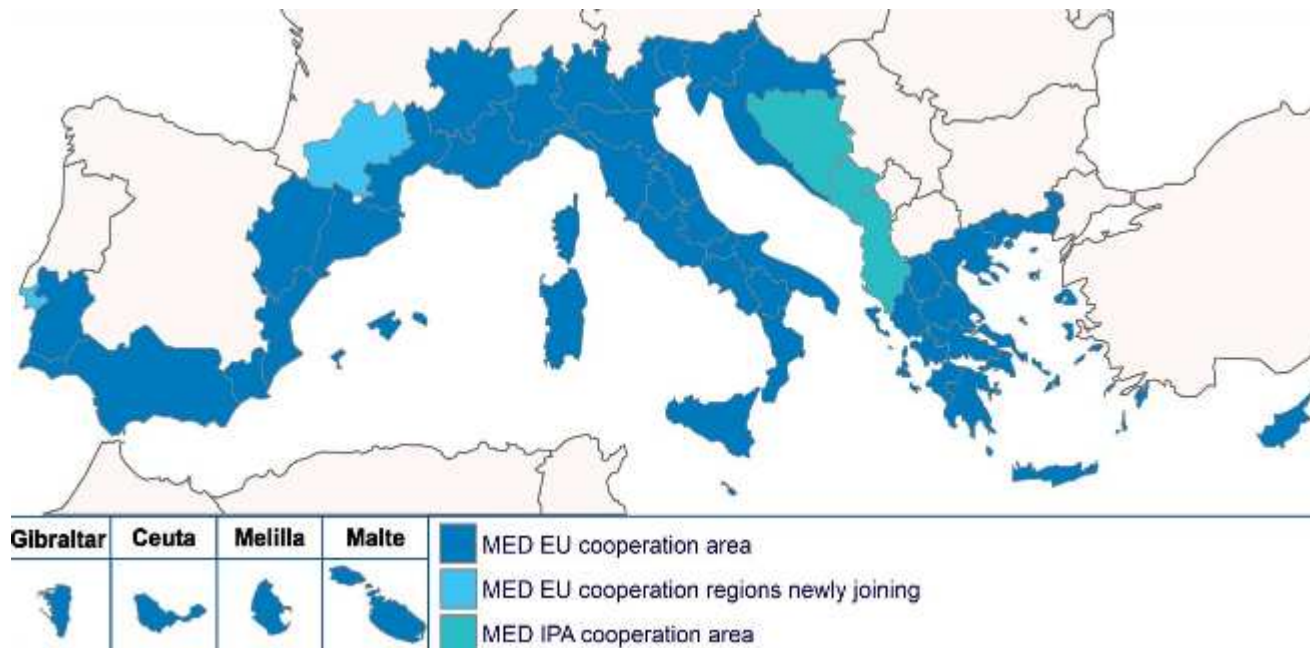 Gibraltar
Ceuta
Melilla
Malte
MED EU cooperation area
MED EU cooperation regions newly joining
MED IPA cooperation area